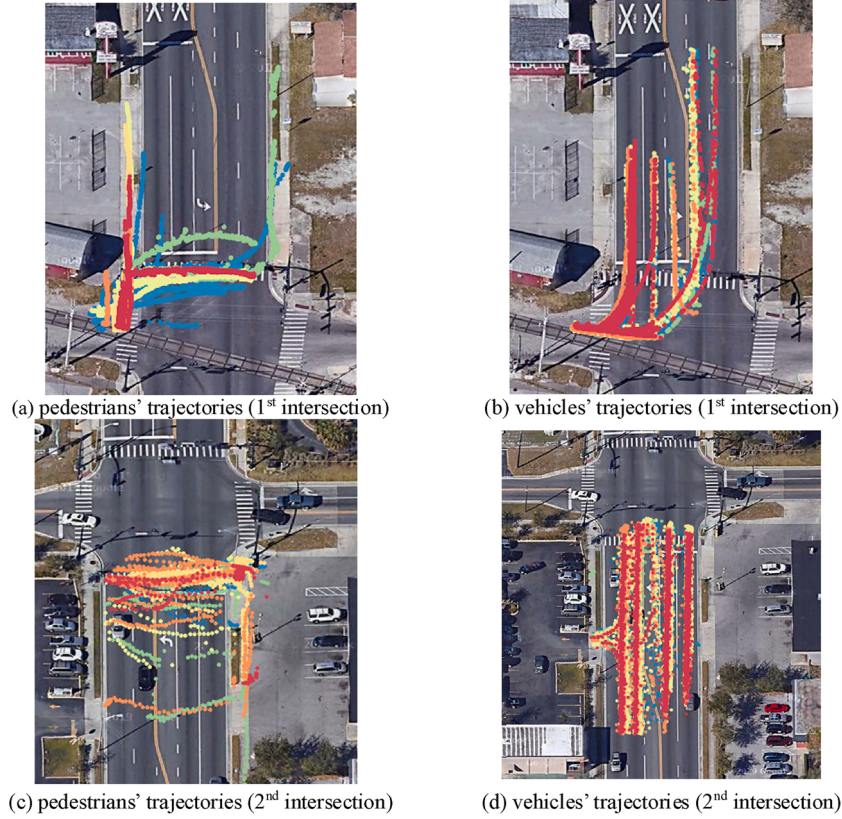 (a) pedestrians' trajectories (1st intersection)
(b) vehicles' trajectories (1st intersection)
(c) pedestrians' trajectories (2nd intersection)
(d) vehicles' trajectories (2nd intersection)